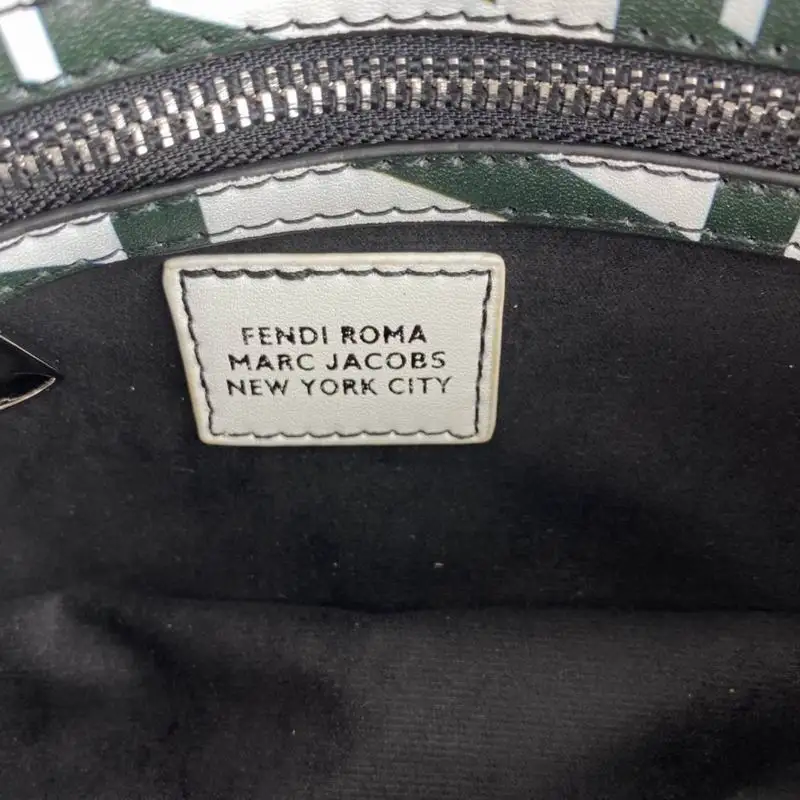 FENDI ROMA
MARC JACOBS
NEW YORK CITY